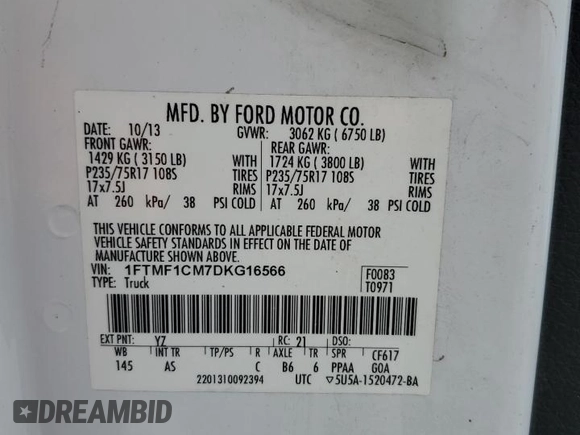 MFD. BY FORD MOTOR CO.
DATE: 10/13 GVWR: 3062 KG ( 6750 LB)
FRONT GAWR: REAR GAWR:
1429 KG ( 3150 LB) WITH 1724 KG ( 3800 LB) WITH
P235/75R17 108S TIRES P235/75R17 108S TIRES
17x7.5J RIMS 17x7.5J RIMS
AT 260 kPa/ 38 PSI COLD AT 260 kPa/ 38 PSI COLD
THIS VEHICLE CONFORMS TO ALL APPLICABLE FEDERAL MOTOR
VEHICLE SAFETY STANDARDS IN EFFECT ON THE DATE OF
MANUFACTURE SHOWN ABOVE.
VIN: 1FTMF1CM7DKG16566 F0083
TYPE: Truck T0971
EXT PNT: YZ RC: 21 DSO:
WB INT TR TP/PS R AXLE TR SPR CF617
145 AS C B6 6 PPAA GOA
2201310092394 UTC ▽5U5A-1520472-BA
DREAMBID
HISTORY OF AUCTIONS